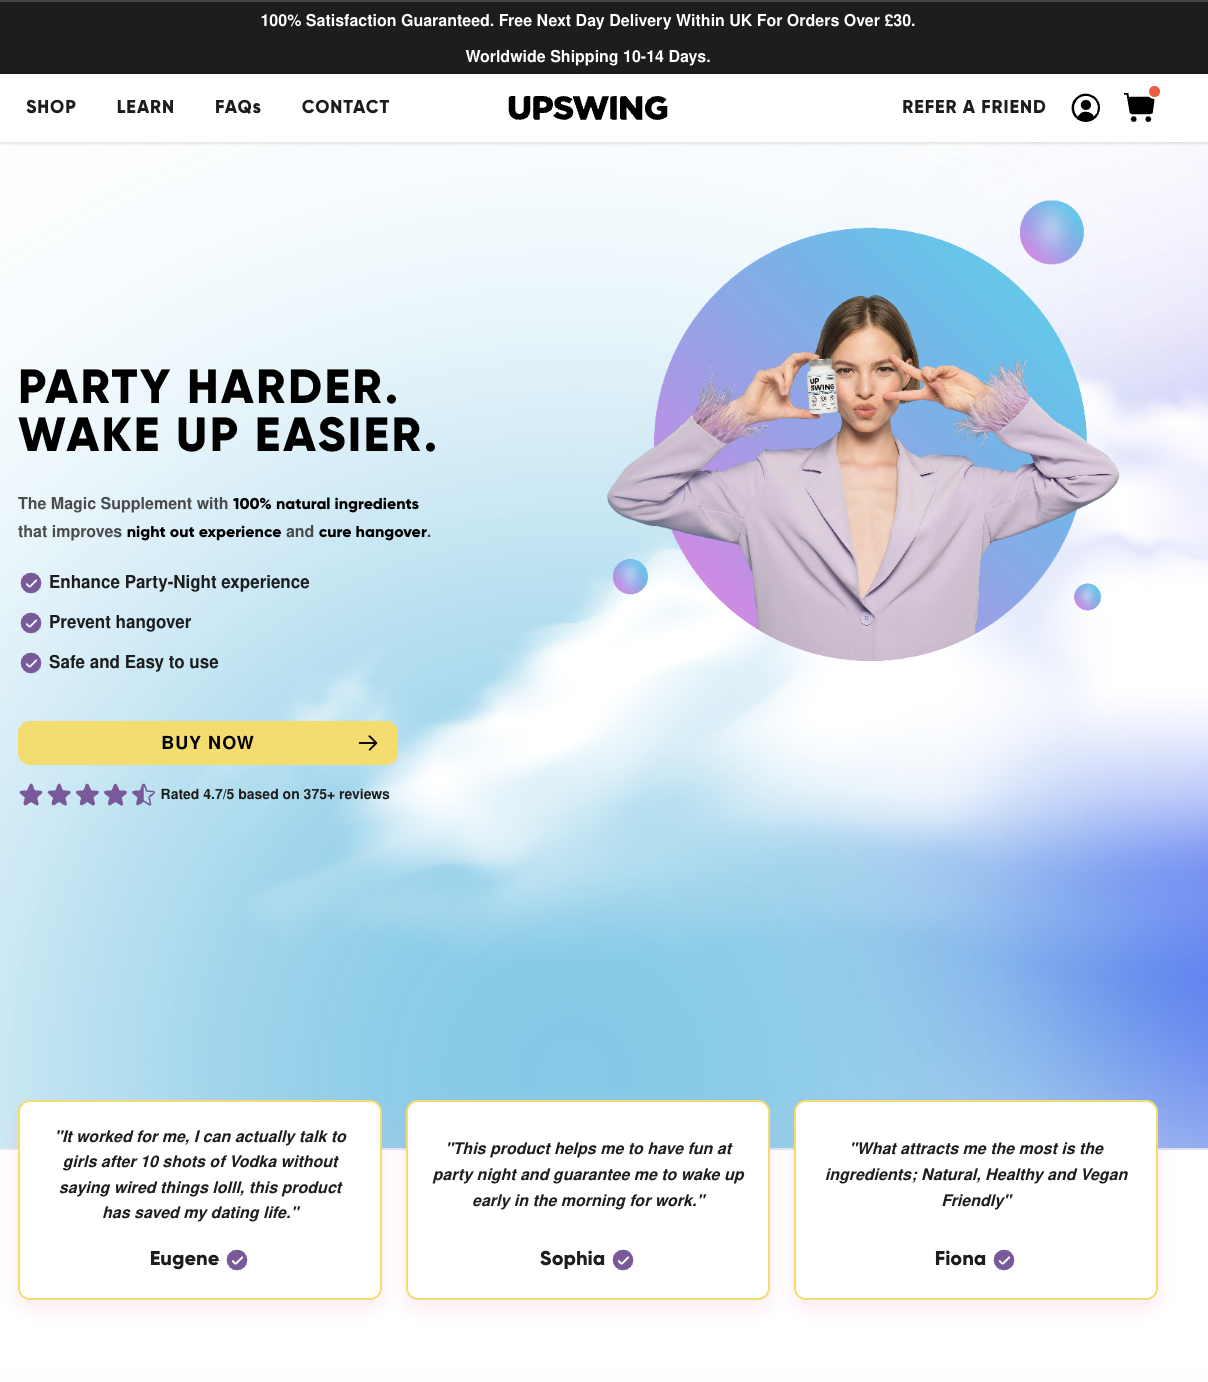 100% Satisfaction Guaranteed. Free Next Day Delivery Within UK For Orders Over £30.
Worldwide Shipping 10-14 Days.
SHOP LEARN FAQs CONTACT UPSWING REFER A FRIEND
PARTY HARDER.
WAKE UP EASIER.
The Magic Supplement with 100% natural ingredients
that improves night out experience and cure hangover.
Enhance Party-Night experience
Prevent hangover
Safe and Easy to use
BUY NOW
Rated 4.7/5 based on 375+ reviews
UP
SWING
"It worked for me, I can actually talk to
girls after 10 shots of Vodka without
saying wired things lolll, this product
has saved my dating life."
Eugene
"This product helps me to have fun at
party night and guarantee me to wake up
early in the morning for work."
Sophia
"What attracts me the most is the
ingredients; Natural, Healthy and Vegan
Friendly"
Fiona